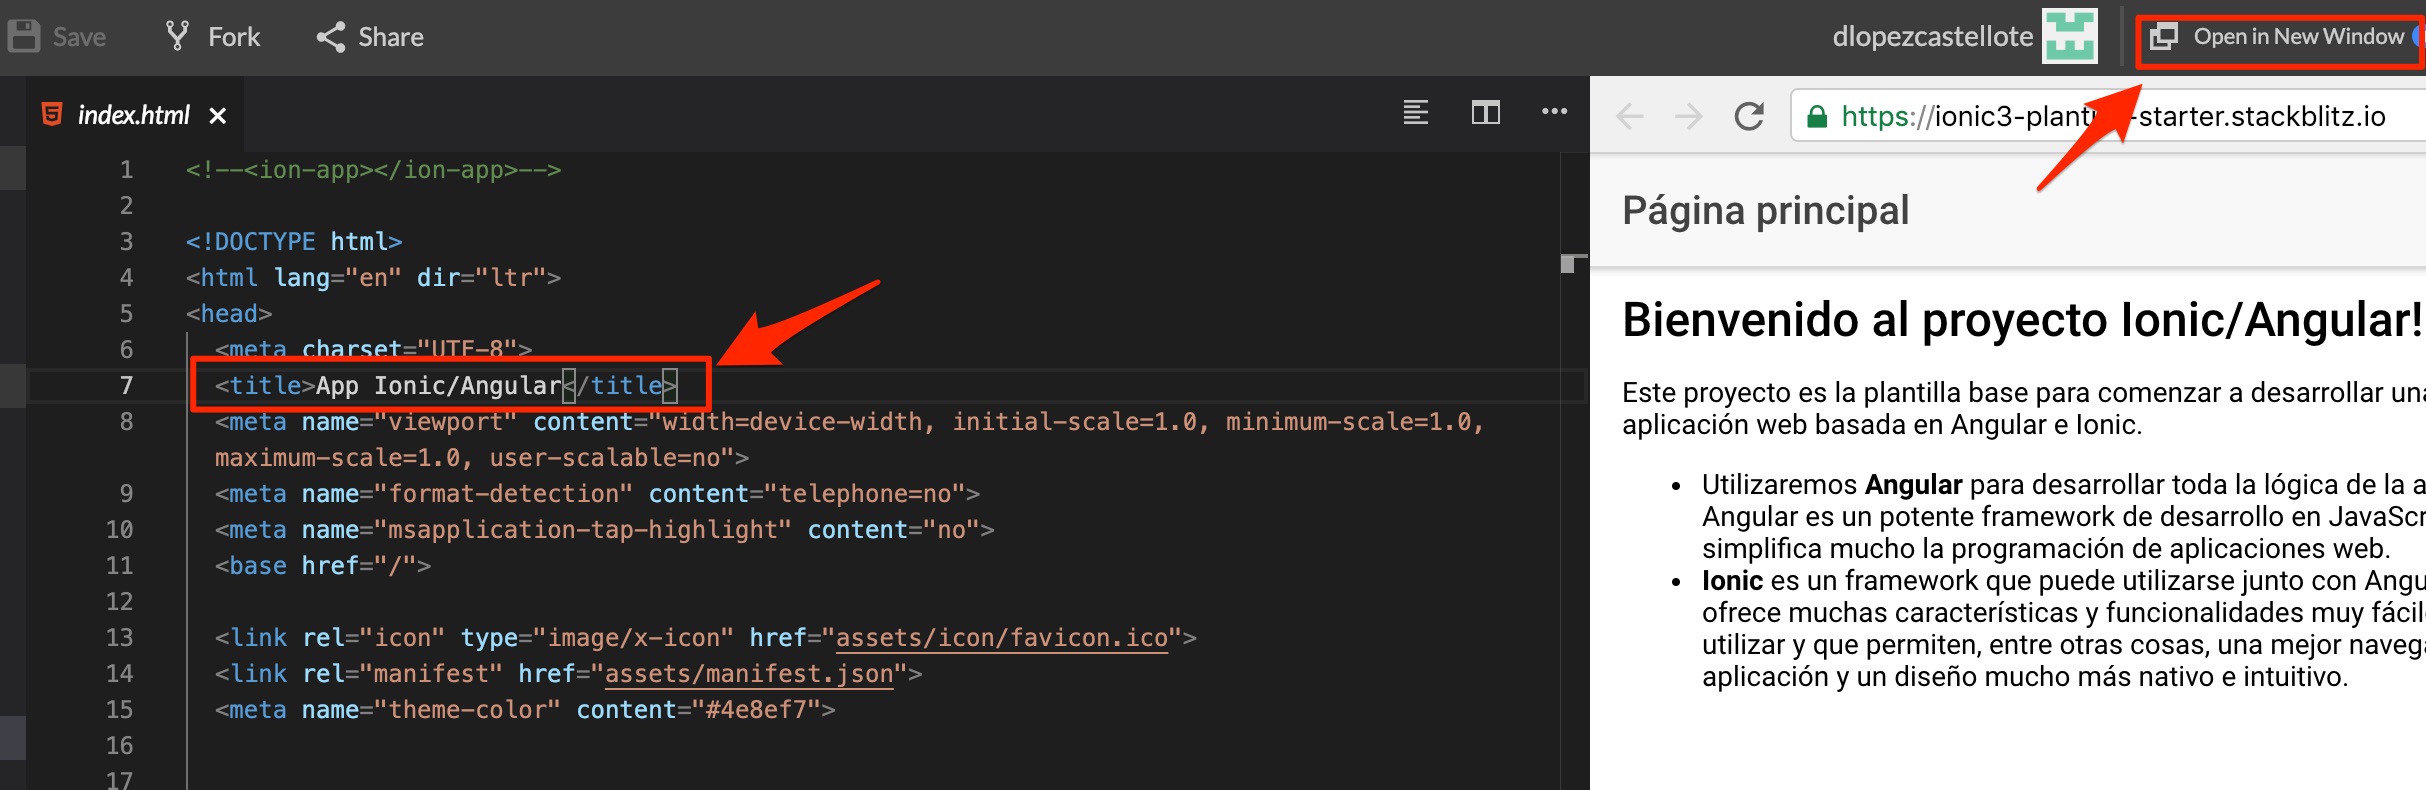 Save Fork Share dlopezcastellote Open in New Window
index.html
1 <!--<ion-app></ion-app>-->
2
3 <!DOCTYPE html>
4 <html lang="en" dir="ltr">
5 <head>
6 <meta charset="UTF-8">
7 <title>App Ionic/Angular</title>
8 <meta name="viewport" content="width=device-width, initial-scale=1.0, minimum-scale=1.0,
maximum-scale=1.0, user-scalable=no">
9 <meta name="format-detection" content="telephone=no">
10 <meta name="msapplication-tap-highlight" content="no">
11 <base href="/">
12
13 <link rel="icon" type="image/x-icon" href="assets/icon/favicon.ico">
14 <link rel="manifest" href="assets/manifest.json">
15 <meta name="theme-color" content="#4e8ef7">
16
17
https://ionic3-plant -starter.stackblitz.io
Página principal
Bienvenido al proyecto Ionic/Angular!
Este proyecto es la plantilla base para comenzar a desarrollar una
aplicación web basada en Angular e Ionic.
• Utilizaremos Angular para desarrollar toda la lógica de la a
Angular es un potente framework de desarrollo en JavaScr
simplifica mucho la programación de aplicaciones web.
• Ionic es un framework que puede utilizarse junto con Angu
ofrece muchas características y funcionalidades muy fácil
utilizar y que permiten, entre otras cosas, una mejor navega
aplicación y un diseño mucho más nativo e intuitivo.